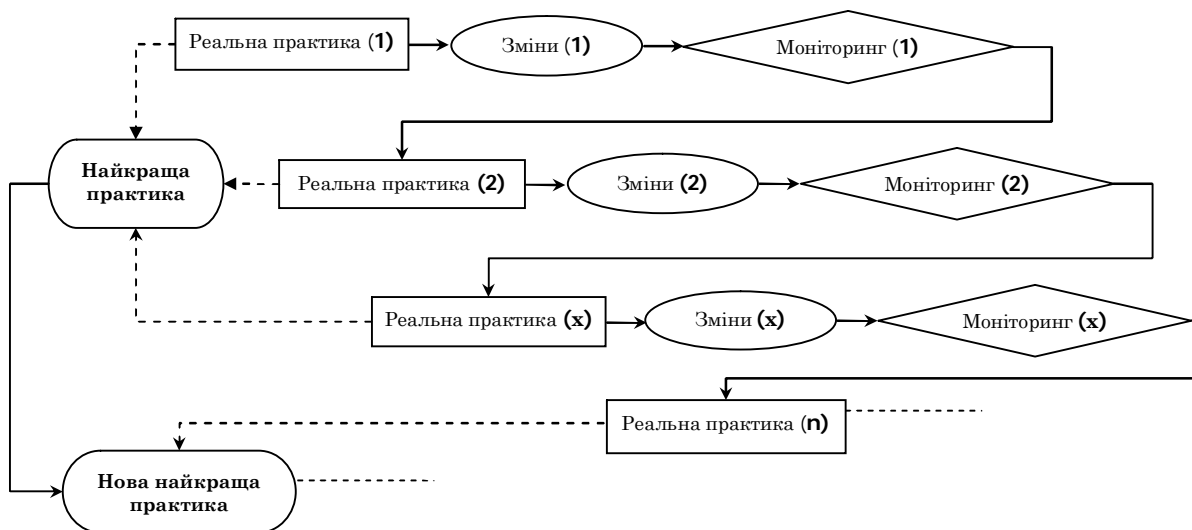 Реальна практика (1)
Зміни (1)
Моніторинг (1)
Найкраща
практика
Реальна практика (2)
Зміни (2)
Моніторинг (2)
Реальна практика (x)
Зміни (x)
Моніторинг (x)
Реальна практика (n)
Нова найкраща
практика